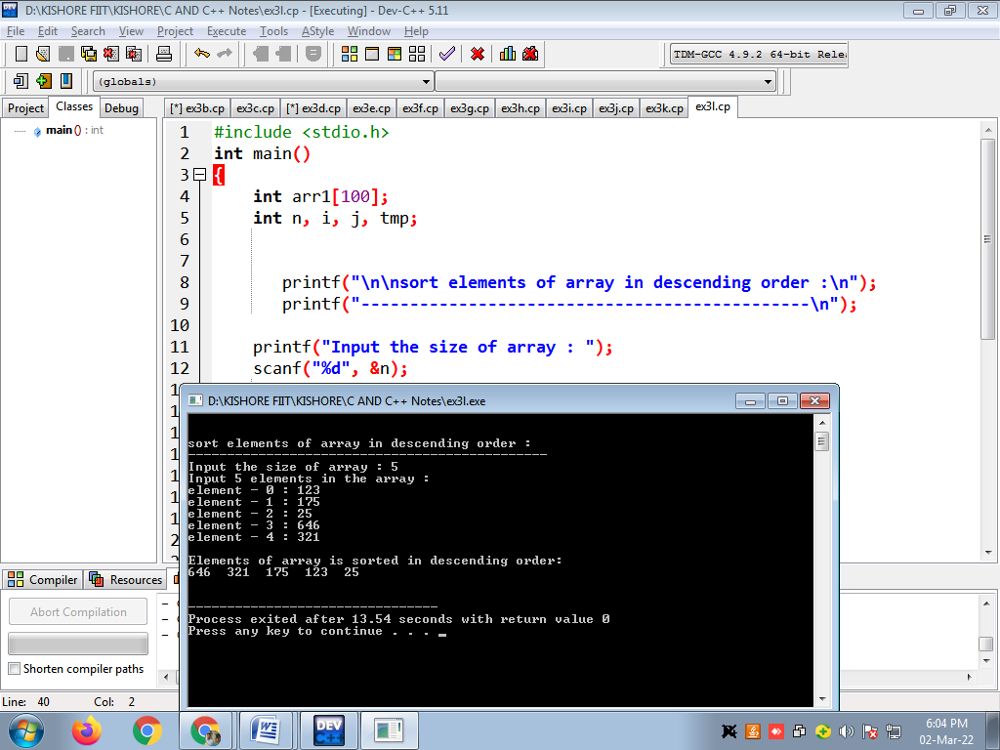 D:\KISHORE FIIT\KISHORE\C AND C++ Notes\ex3l.cp - [Executing] - Dev-C++ 5.11
File Edit Search View Project Execute Tools AStyle Window Help
TDM-GCC 4.9.2 64-bit Rele
(globals)
Project Classes Debug
[*] ex3b.cp ex3c.cp [*] ex3d.cp ex3e.cp ex3f.cp ex3g.cp ex3h.cp ex3i.cp ex3j.cp ex3k.cp ex3l.cp
main () : int
1 #include <stdio.h>
2 int main()
3 {
4 int arr1[100];
5 int n, i, j, tmp;
6
7
8 printf("\n\nsort elements of array in descending order :\n");
9 printf("----------------------------------------------\n");
10
11 printf("Input the size of array : ");
12 scanf("%d", &n);
D:\KISHORE FIIT\KISHORE\C AND C++ Notes\ex3l.exe
sort elements of array in descending order :
----------------------------------------------
Input the size of array : 5
Input 5 elements in the array :
element - 0 : 123
element - 1 : 175
element - 2 : 25
element - 3 : 646
element - 4 : 321
Elements of array is sorted in descending order:
646 321 175 123 25
--------------------------------
Process exited after 13.54 seconds with return value 0
Press any key to continue . . .
Compiler Resources
Abort Compilation
Shorten compiler paths
Line: 40 Col: 2
DEV C++
6:04 PM
02-Mar-22